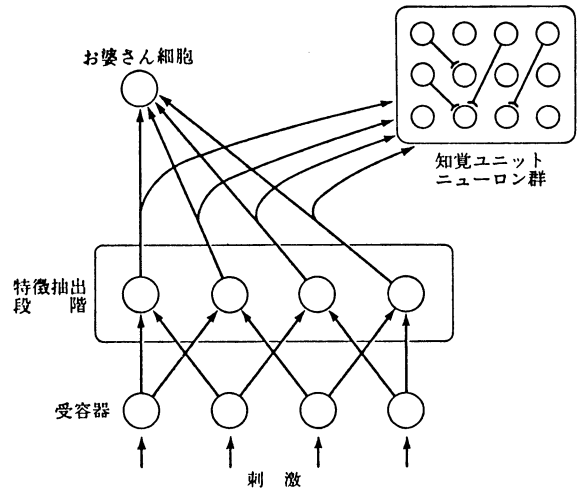 お婆さん細胞
知覚ユニット
ニューロン群
特徴抽出
段階
受容器
刺激